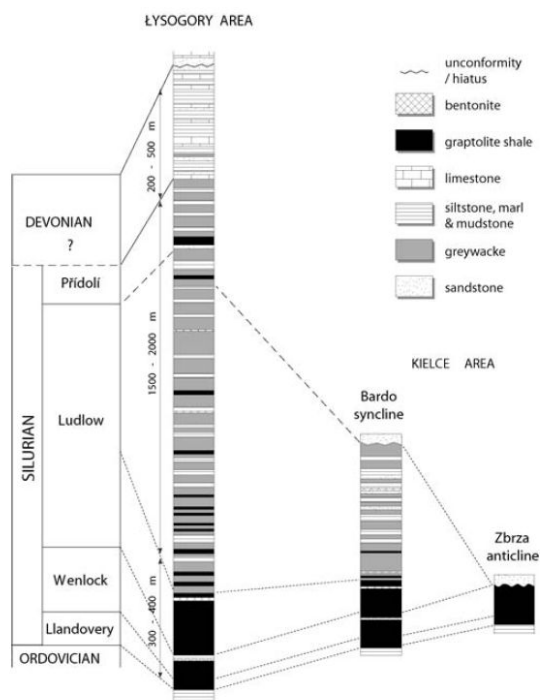 ŁYSOGORY AREA
unconformity
/ hiatus
bentonite
graptolite shale
limestone
siltstone, marl
& mudstone
greywacke
sandstone
200 - 500 m
DEVONIAN
?
Přídolí
1500 - 2000 m
KIELCE AREA
Bardo
syncline
SILURIAN
Ludlow
Zbrza
anticline
Wenlock
300 - 400 m
Llandovery
ORDOVICIAN